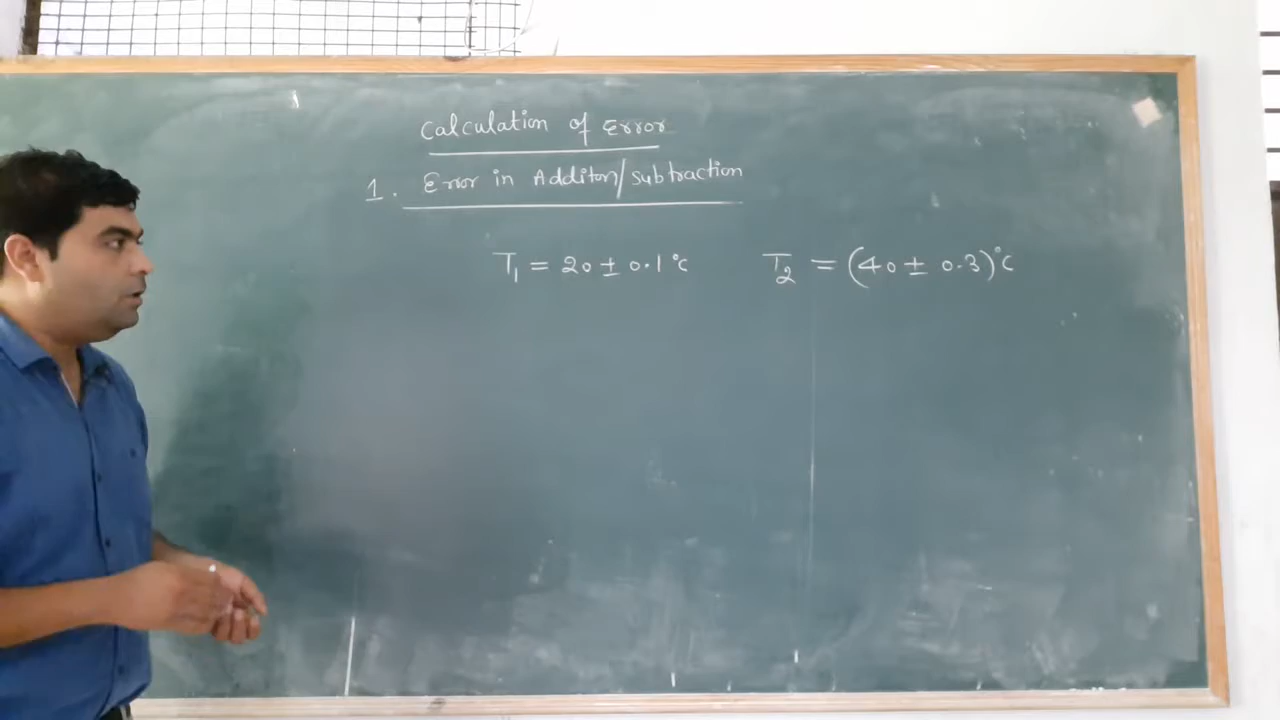 Calculation of Error
1. Error in Additon/subtraction
T₁ = 20 ± 0.1 °C T₂ = (40 ± 0.3)°C